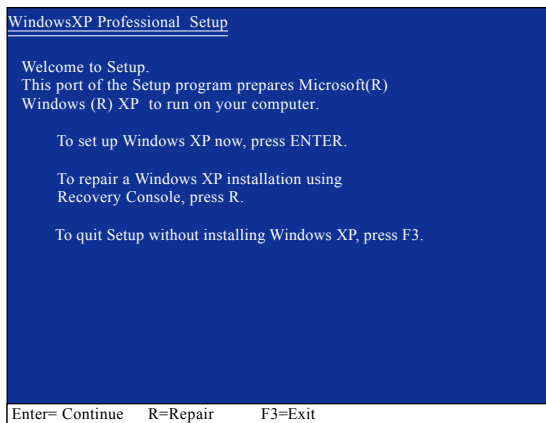 WindowsXP Professional Setup
Welcome to Setup.
This port of the Setup program prepares Microsoft(R)
Windows (R) XP to run on your computer.
To set up Windows XP now, press ENTER.
To repair a Windows XP installation using
Recovery Console, press R.
To quit Setup without installing Windows XP, press F3.
Enter= Continue R=Repair F3=Exit